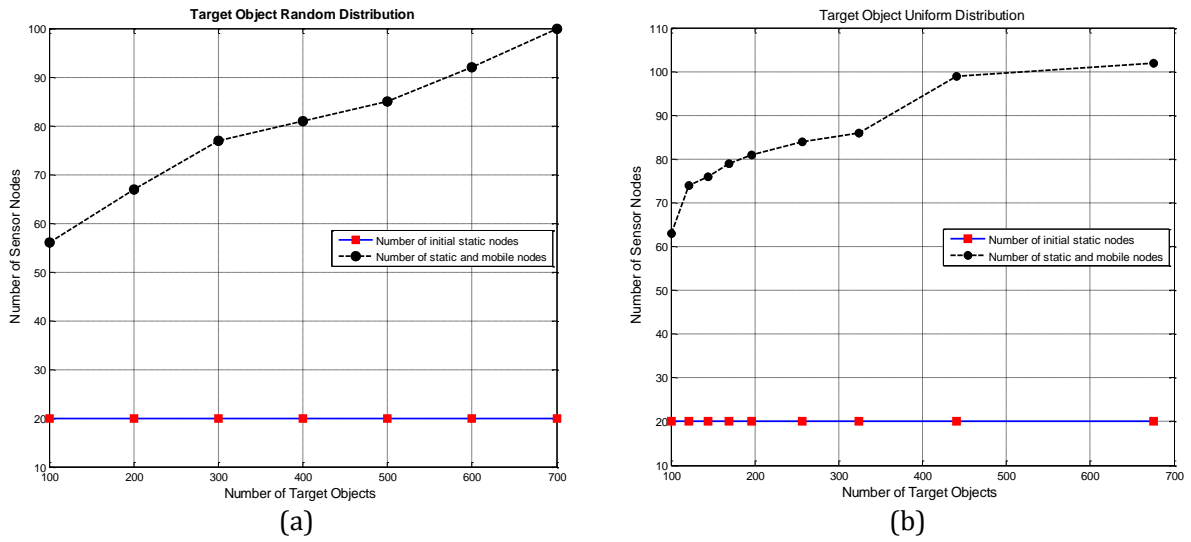 Target Object Random Distribution
100
90
80
70
60
50
40
30
20
10
Number of Sensor Nodes
Number of initial static nodes
Number of static and mobile nodes
100 200 300 400 500 600 700
Number of Target Objects
(a)
Target Object Uniform Distribution
110
100
90
80
70
60
50
40
30
20
10
Number of Sensor Nodes
Number of initial static nodes
Number of static and mobile nodes
100 200 300 400 500 600 700
Number of Target Objects
(b)